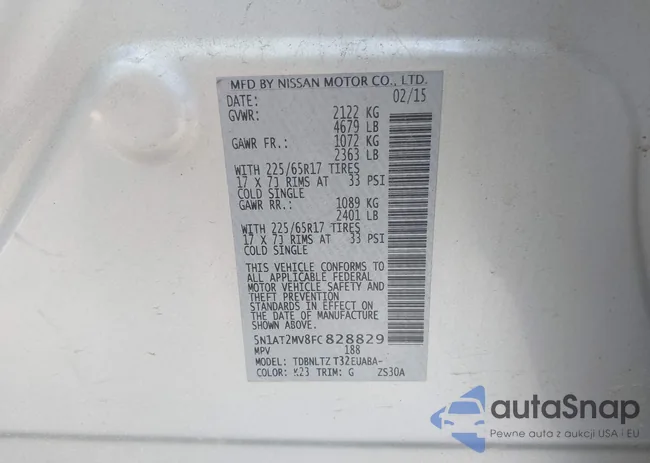 MFD BY NISSAN MOTOR CO., LTD.
DATE: 02/15
GVWR: 2122 KG
4679 LB
GAWR FR.: 1072 KG
2363 LB
WITH 225/65R17 TIRES
17 X 7J RIMS AT 33 PSI
COLD SINGLE
GAWR RR.: 1089 KG
2401 LB
WITH 225/65R17 TIRES
17 X 7J RIMS AT 33 PSI
COLD SINGLE
THIS VEHICLE CONFORMS TO
ALL APPLICABLE FEDERAL
MOTOR VEHICLE SAFETY AND
THEFT PREVENTION
STANDARDS IN EFFECT ON
THE DATE OF MANUFACTURE
SHOWN ABOVE.
5N1AT2MV8FC828829
MPV 188
MODEL: TDBNLTZ T32EUABA-
COLOR: K23 TRIM: G ZS30A
autaSnap
Pewne auta z aukcji USA i EU